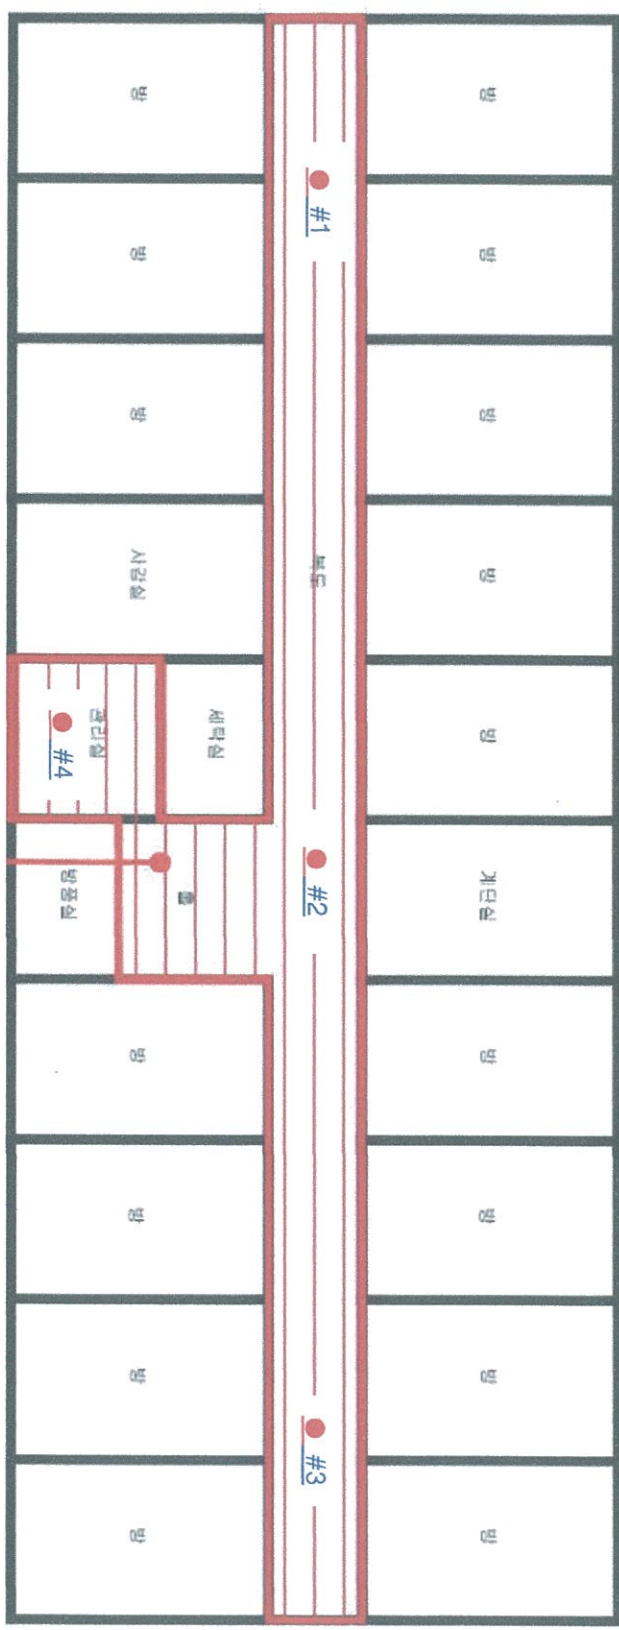 방 방 방 방 방 계단실 방 방 방 방
#1 복도 #2 #3
세탁실
홀
방 방 방 사감실 방 방 방 방
관리실
방풍실
#4